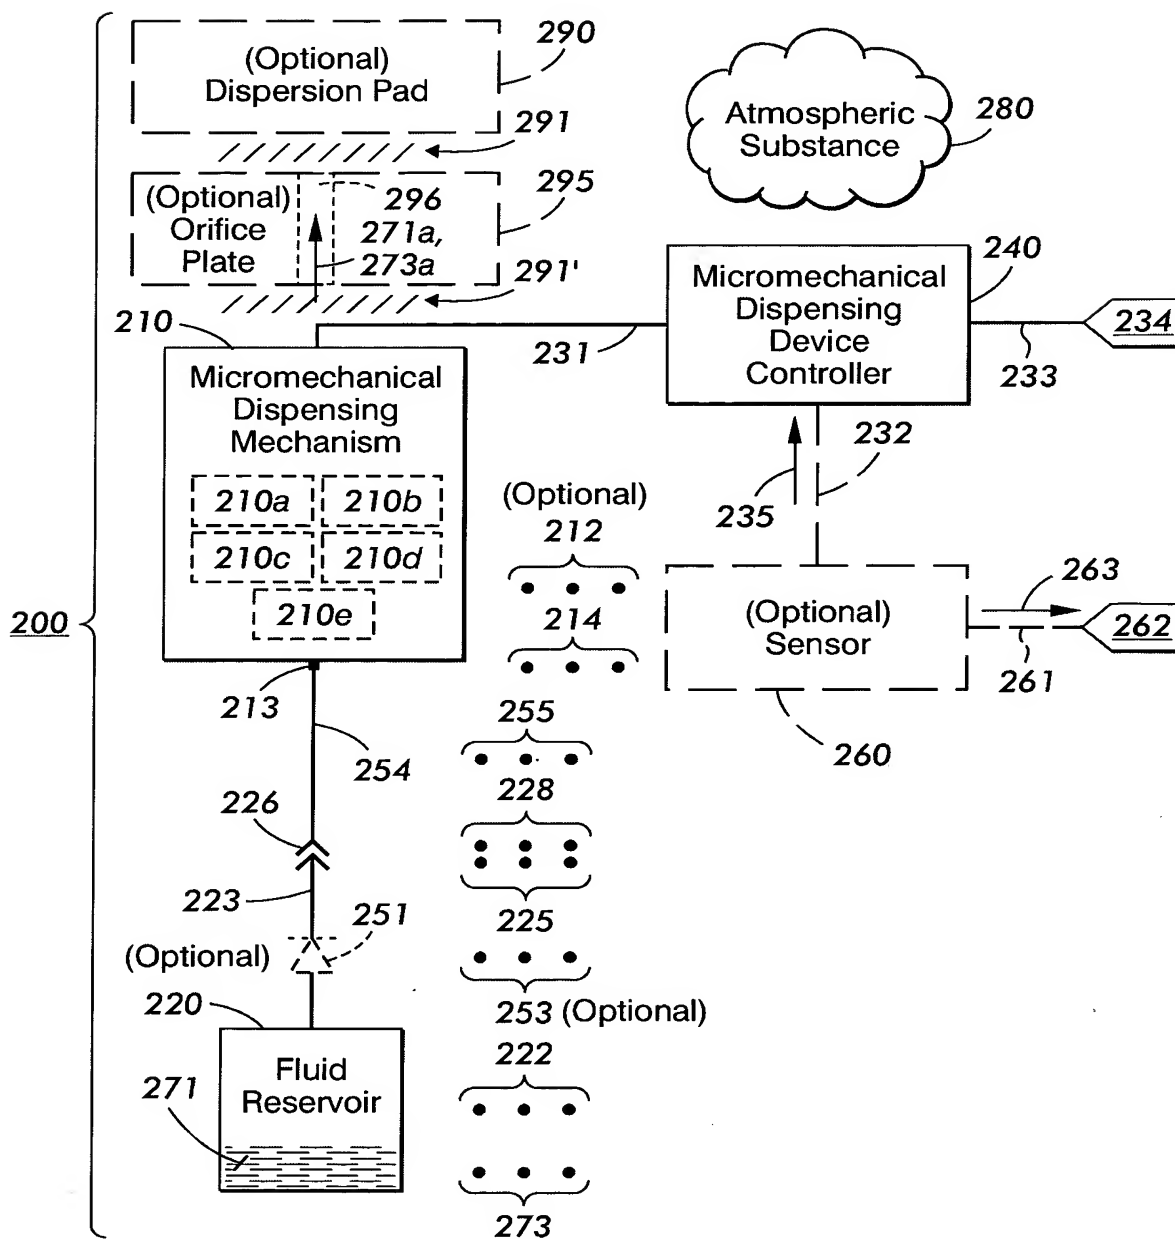 290
(Optional)
Dispersion Pad
291
Atmospheric
Substance
280
(Optional)
Orifice
Plate
296
271a,
273a
295
291'
210
231
Micromechanical
Dispensing
Device
Controller
240
234
233
Micromechanical
Dispensing
Mechanism
210a
210b
210c
210d
210e
232
235
(Optional)
212
214
(Optional)
Sensor
263
262
261
260
200
213
254
255
226
228
223
225
(Optional)
251
253 (Optional)
220
222
Fluid
Reservoir
271
273